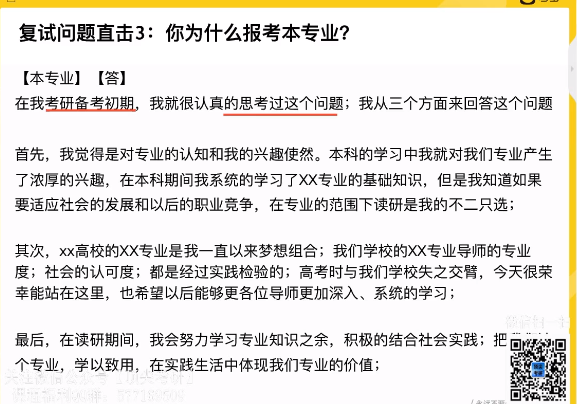 复试问题直击3：你为什么报考本专业？
【本专业】【答】
在我考研备考初期，我就很认真的思考过这个问题；我从三个方面来回答这个问题
首先，我觉得是对专业的认知和我的兴趣使然。本科的学习中我就对我们专业产生
了浓厚的兴趣，在本科期间我系统的学习了XX专业的基础知识，但是我知道如果
要适应社会的发展和以后的职业竞争，在专业的范围下读研是我的不二只选；
其次，xx高校的XX专业是我一直以来梦想组合；我们学校的XX专业导师的专业
度；社会的认可度；都是经过实践检验的；高考时与我们学校失之交臂，今天很荣
幸能站在这里，也希望以后能够更各位导师更加深入、系统的学习；
最后，在读研期间，我会努力学习专业知识之余，积极的结合社会实践；把
个专业，学以致用，在实践生活中体现我们专业的价值；